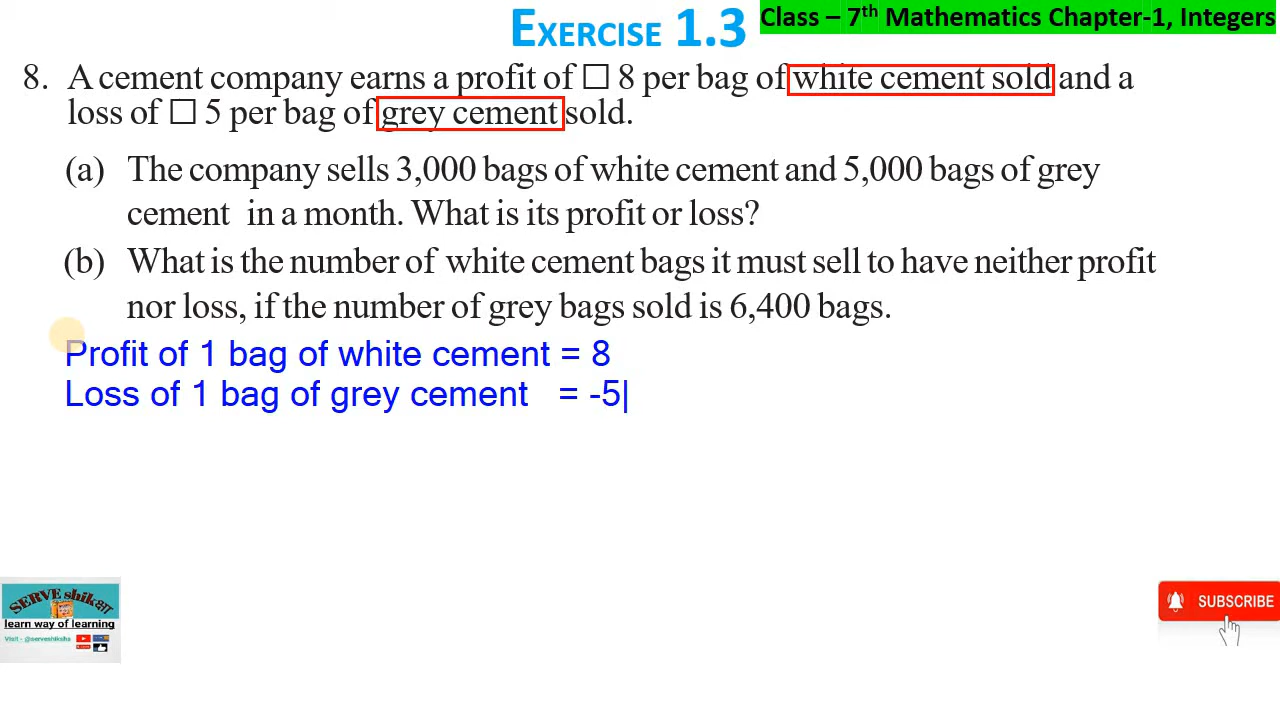 EXERCISE 1.3
Class – 7th Mathematics Chapter-1, Integers
8. A cement company earns a profit of □ 8 per bag of white cement sold and a
loss of □ 5 per bag of grey cement sold.
(a) The company sells 3,000 bags of white cement and 5,000 bags of grey
cement in a month. What is its profit or loss?
(b) What is the number of white cement bags it must sell to have neither profit
nor loss, if the number of grey bags sold is 6,400 bags.
Profit of 1 bag of white cement = 8
Loss of 1 bag of grey cement = -5
SERVE shikक्षा
learn way of learning
Visit - @serveshiksha
SUBSCRIBE